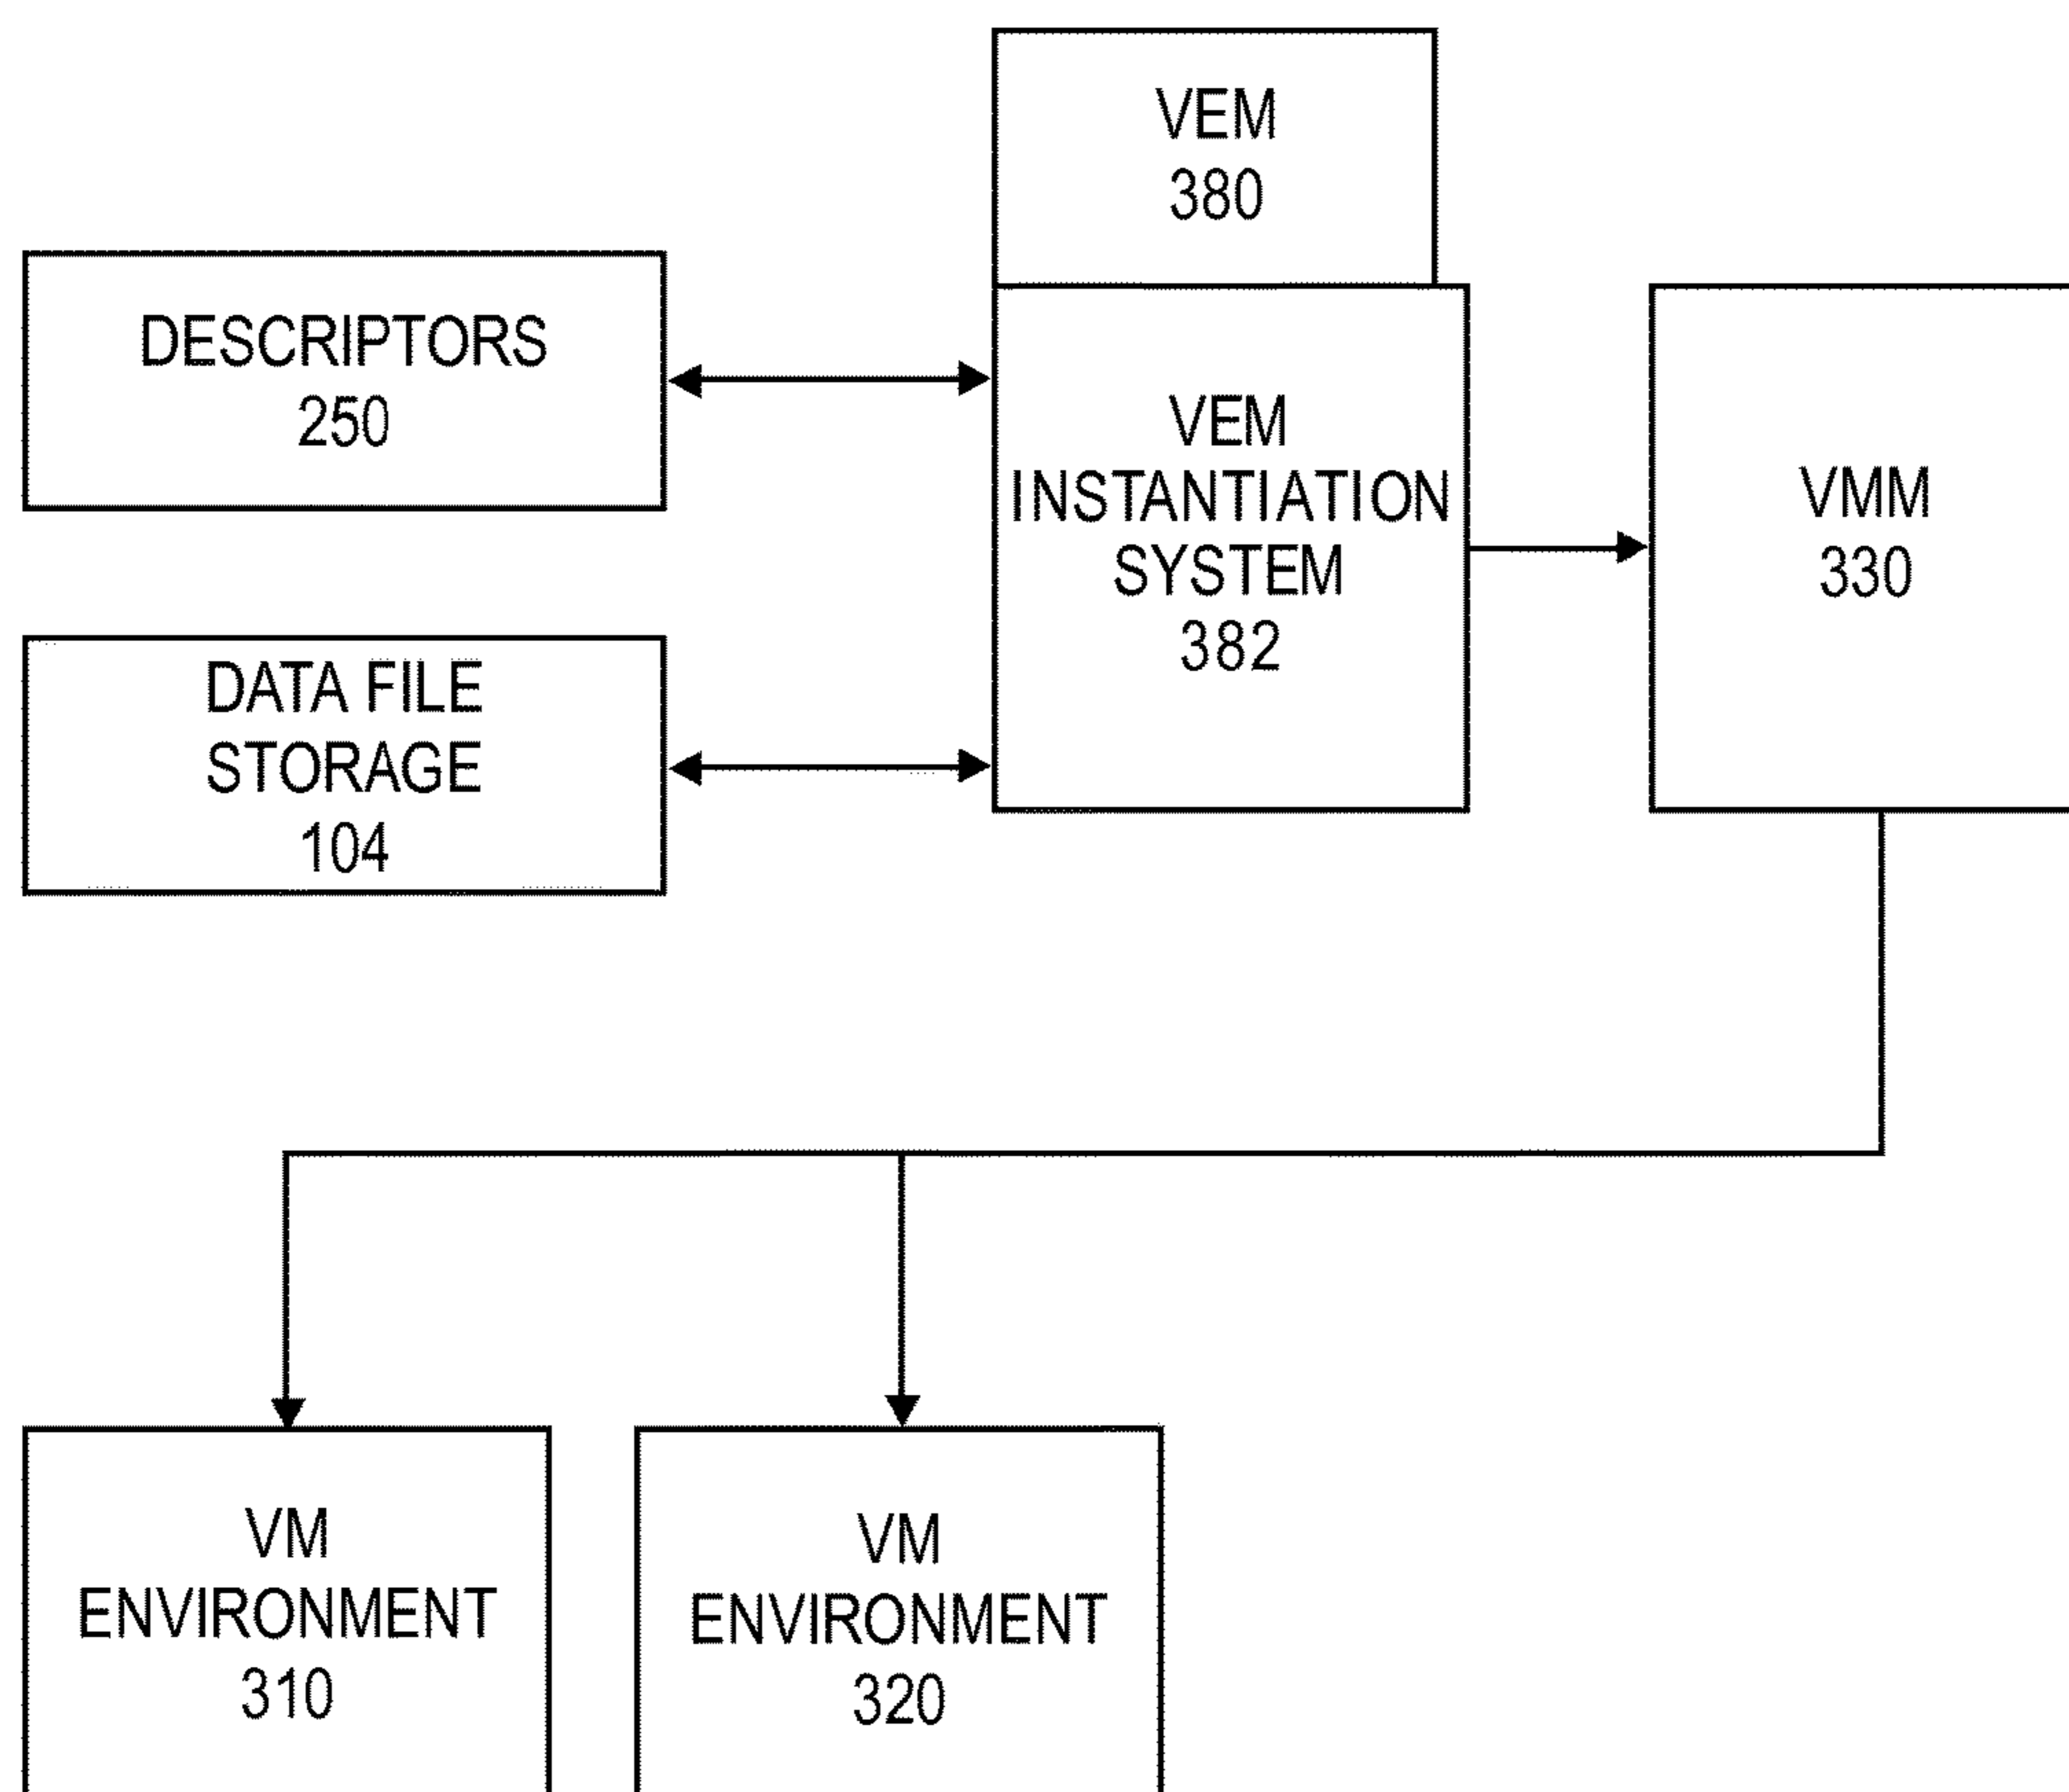 VEM
380
DESCRIPTORS
250
VEM
INSTANTIATION
SYSTEM
382
VMM
330
DATA FILE
STORAGE
104
VM
ENVIRONMENT
310
VM
ENVIRONMENT
320